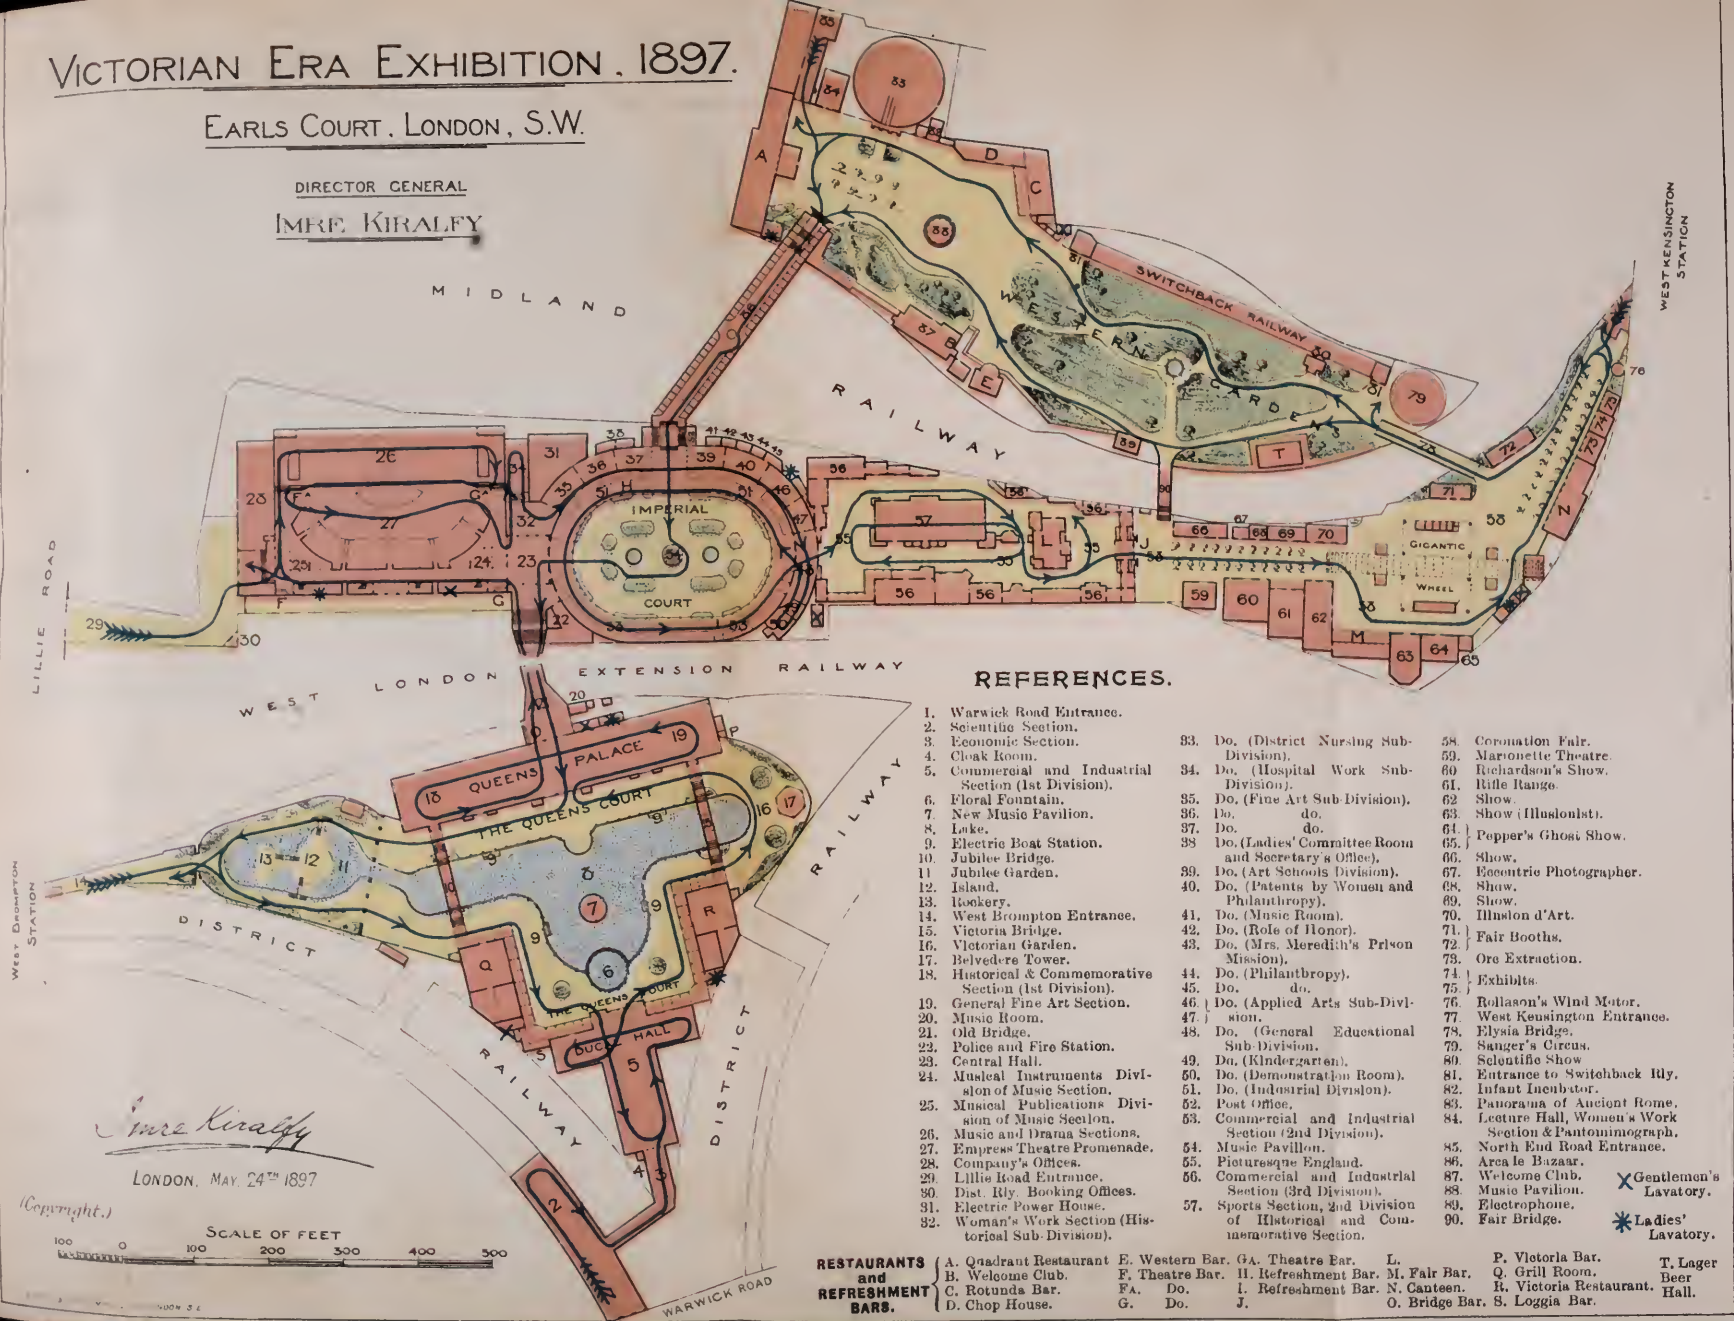 VICTORIAN ERA EXHIBITION. 1897.
EARLS COURT, LONDON, S.W.
DIRECTOR GENERAL
IMRE KIRALFY
MIDLAND
RAILWAY
WESTERN GARDENS
SWITCHBACK RAILWAY
WEST KENSINGTON
STATION
IMPERIAL
COURT
GIGANTIC
WHEEL
LILLIE ROAD
WEST LONDON EXTENSION RAILWAY
QUEENS PALACE
THE QUEENS COURT
THE QUEENS COURT
DUCAL HALL
WEST BROMPTON
STATION
DISTRICT
RAILWAY
DISTRICT
RAILWAY
WARWICK ROAD
Imre Kiralfy
LONDON, MAY. 24TH 1897
(Copyright.)
SCALE OF FEET
100 0 100 200 300 400 500
REFERENCES.
1. Warwick Road Entrance.
2. Scientific Section.
3. Economic Section.
4. Cloak Room.
5. Commercial and Industrial
Section (1st Division).
6. Floral Fountain.
7. New Music Pavilion.
8. Lake.
9. Electric Boat Station.
10. Jubilee Bridge.
11 Jubilee Garden.
12. Island.
13. Rockery.
14. West Brompton Entrance.
15. Victoria Bridge.
16. Victorian Garden.
17. Belvedere Tower.
18. Historical & Commemorative
Section (1st Division).
19. General Fine Art Section.
20. Music Room.
21. Old Bridge.
22. Police and Fire Station.
23. Central Hall.
24. Musical Instruments Divi-
sion of Music Section.
25. Musical Publications Divi-
sion of Music Section.
26. Music and Drama Sections.
27. Empress Theatre Promenade.
28. Company's Offices.
29. Lillie Road Entrance.
30. Dist. Rly. Booking Offices.
31. Electric Power House.
32. Woman's Work Section (His-
torical Sub-Division).
33. Do. (District Nursing Sub-
Division).
34. Do. (Hospital Work Sub-
Division).
35. Do. (Fine Art Sub-Division).
36. Do. do.
37. Do. do.
38 Do. (Ladies' Committee Room
and Secretary's Office).
39. Do. (Art Schools Division).
40. Do. (Patents by Women and
Philanthropy).
41. Do. (Music Room).
42. Do. (Role of Honor).
43. Do. (Mrs. Meredith's Prison
Mission).
44. Do. (Philanthropy).
45. Do. do.
46. } Do. (Applied Arts Sub-Divi-
47. } sion.
48. Do. (General Educational
Sub-Division.
49. Do. (Kindergarten).
50. Do. (Demonstration Room).
51. Do. (Industrial Division).
52. Post Office.
53. Commercial and Industrial
Section (2nd Division).
54. Music Pavilion.
55. Picturesque England.
56. Commercial and Industrial
Section (3rd Division).
57. Sports Section, 2nd Division
of Historical and Com-
memorative Section.
58. Coronation Fair.
59. Marionette Theatre.
60 Richardson's Show.
61. Rifle Range.
62 Show.
63. Show (Illusionist).
64. }
65. } Pepper's Ghost Show.
66. Show.
67. Eccentric Photographer.
68. Show.
69. Show.
70. Illusion d'Art.
71. }
72. } Fair Booths.
73. Ore Extraction.
74. }
75. } Exhibits.
76. Rollason's Wind Motor.
77. West Kensington Entrance.
78. Elysia Bridge.
79. Sanger's Circus.
80. Scientific Show
81. Entrance to Switchback Rly.
82. Infant Incubator.
83. Panorama of Ancient Rome.
84. Lecture Hall, Women's Work
Section & Pantomimograph.
85. North End Road Entrance.
86. Arcade Bazaar.
87. Welcome Club.
88. Music Pavilion.
89. Electrophone.
90. Fair Bridge.
X Gentlemen's
Lavatory.
Ladies'
Lavatory.
RESTAURANTS
and
REFRESHMENT
BARS.
A. Quadrant Restaurant
B. Welcome Club.
C. Rotunda Bar.
D. Chop House.
E. Western Bar.
F. Theatre Bar.
FA. Do.
G. Do.
GA. Theatre Bar.
H. Refreshment Bar.
I. Refreshment Bar.
J.
L.
M. Fair Bar.
N. Canteen.
O. Bridge Bar.
P. Victoria Bar.
Q. Grill Room.
R. Victoria Restaurant.
S. Loggia Bar.
T. Lager
Beer
Hall.